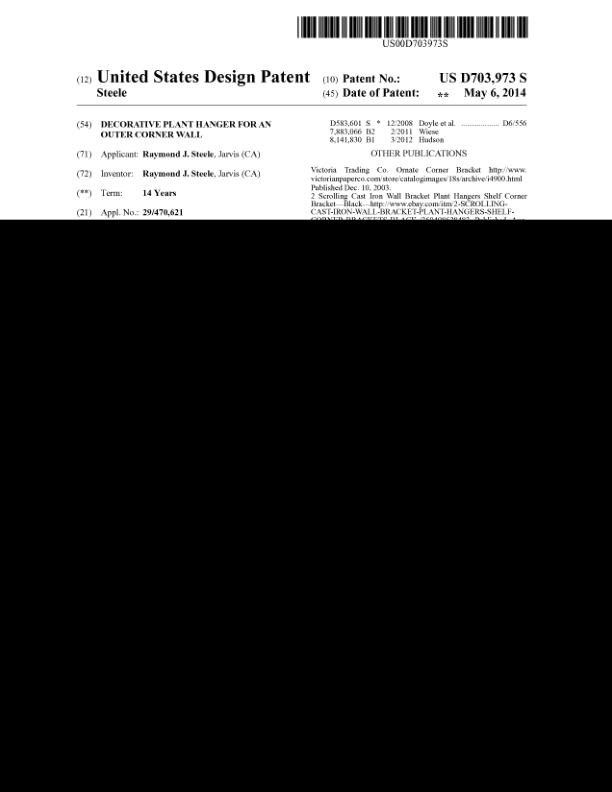 US00D703973S
(12) United States Design Patent
Steele
(10) Patent No.: US D703,973 S
(45) Date of Patent: ** May 6, 2014
(54) DECORATIVE PLANT HANGER FOR AN
OUTER CORNER WALL
(71) Applicant: Raymond J. Steele, Jarvis (CA)
(72) Inventor: Raymond J. Steele, Jarvis (CA)
(**) Term: 14 Years
(21) Appl. No.: 29/470,621
D583,601 S * 12/2008 Doyle et al. .................. D6/556
7,883,066 B2 2/2011 Wiese
8,141,830 B1 3/2012 Hudson
OTHER PUBLICATIONS
Victoria Trading Co. Ornate Corner Bracket http://www.
victorianpaperco.com/store/catalogimages/18s/archive/i4900.html
Published Dec. 10, 2003.
2 Scrolling Cast Iron Wall Bracket Plant Hangers Shelf Corner
Bracket—Black—http://www.ebay.com/itm/2-SCROLLING-
CAST-IRON-WALL-BRACKET-PLANT-HANGERS-SHELF-